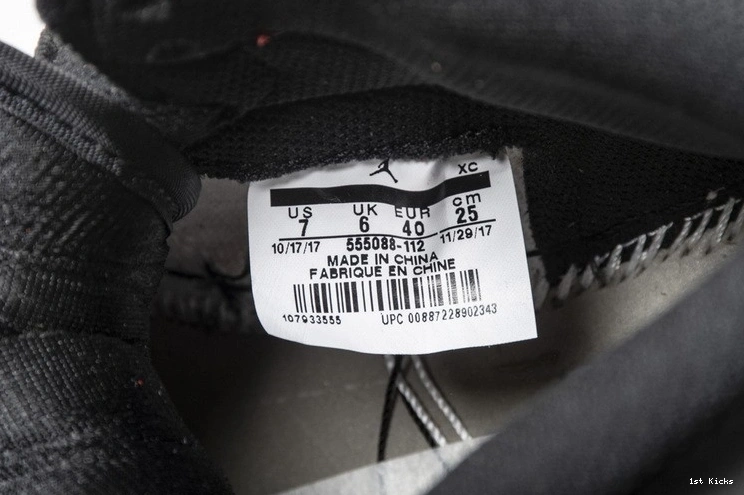 XC
US UK EUR cm
7 6 40 25
10/17/17 555088-112 11/29/17
MADE IN CHINA
FABRIQUE EN CHINE
107933555 UPC 00887228902343
1st Kicks